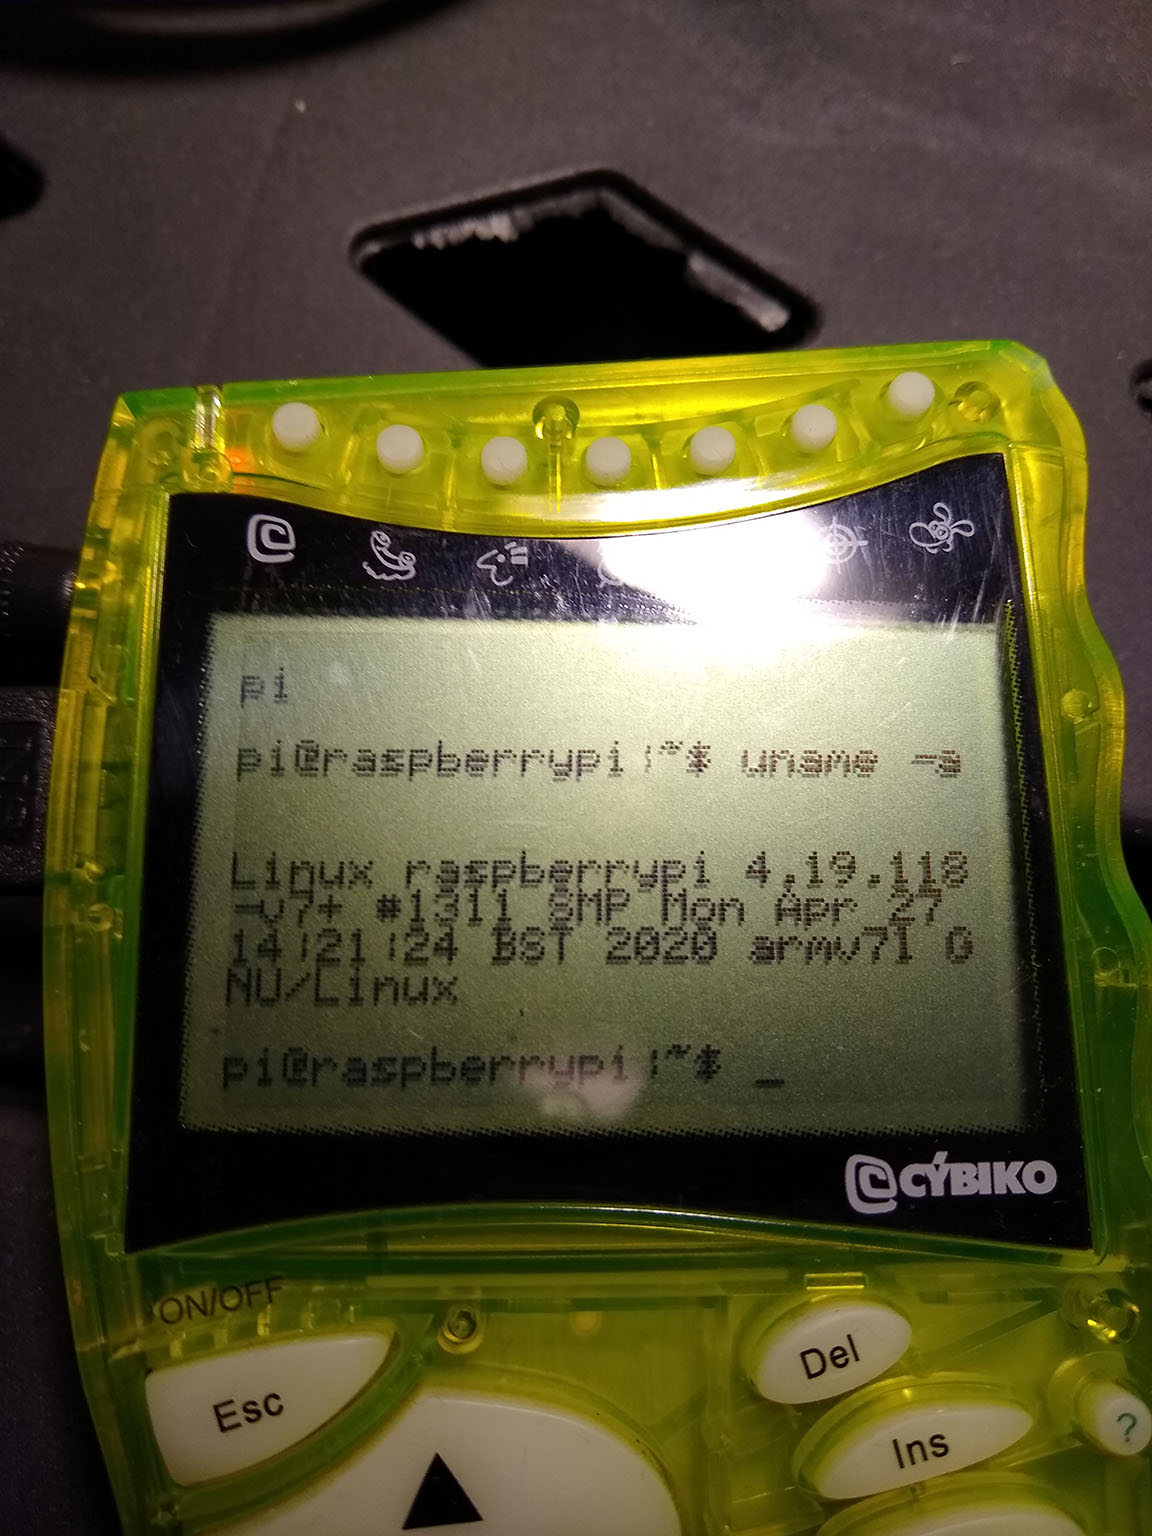 pi
pi@raspberrypi:~$ uname -a
Linux raspberrypi 4.19.118
-v7+ #1311 SMP Mon Apr 27
14:21:24 BST 2020 armv7l G
NU/Linux
pi@raspberrypi:~$ _
CÝBIKO
ON/OFF
Esc
Del
Ins
?